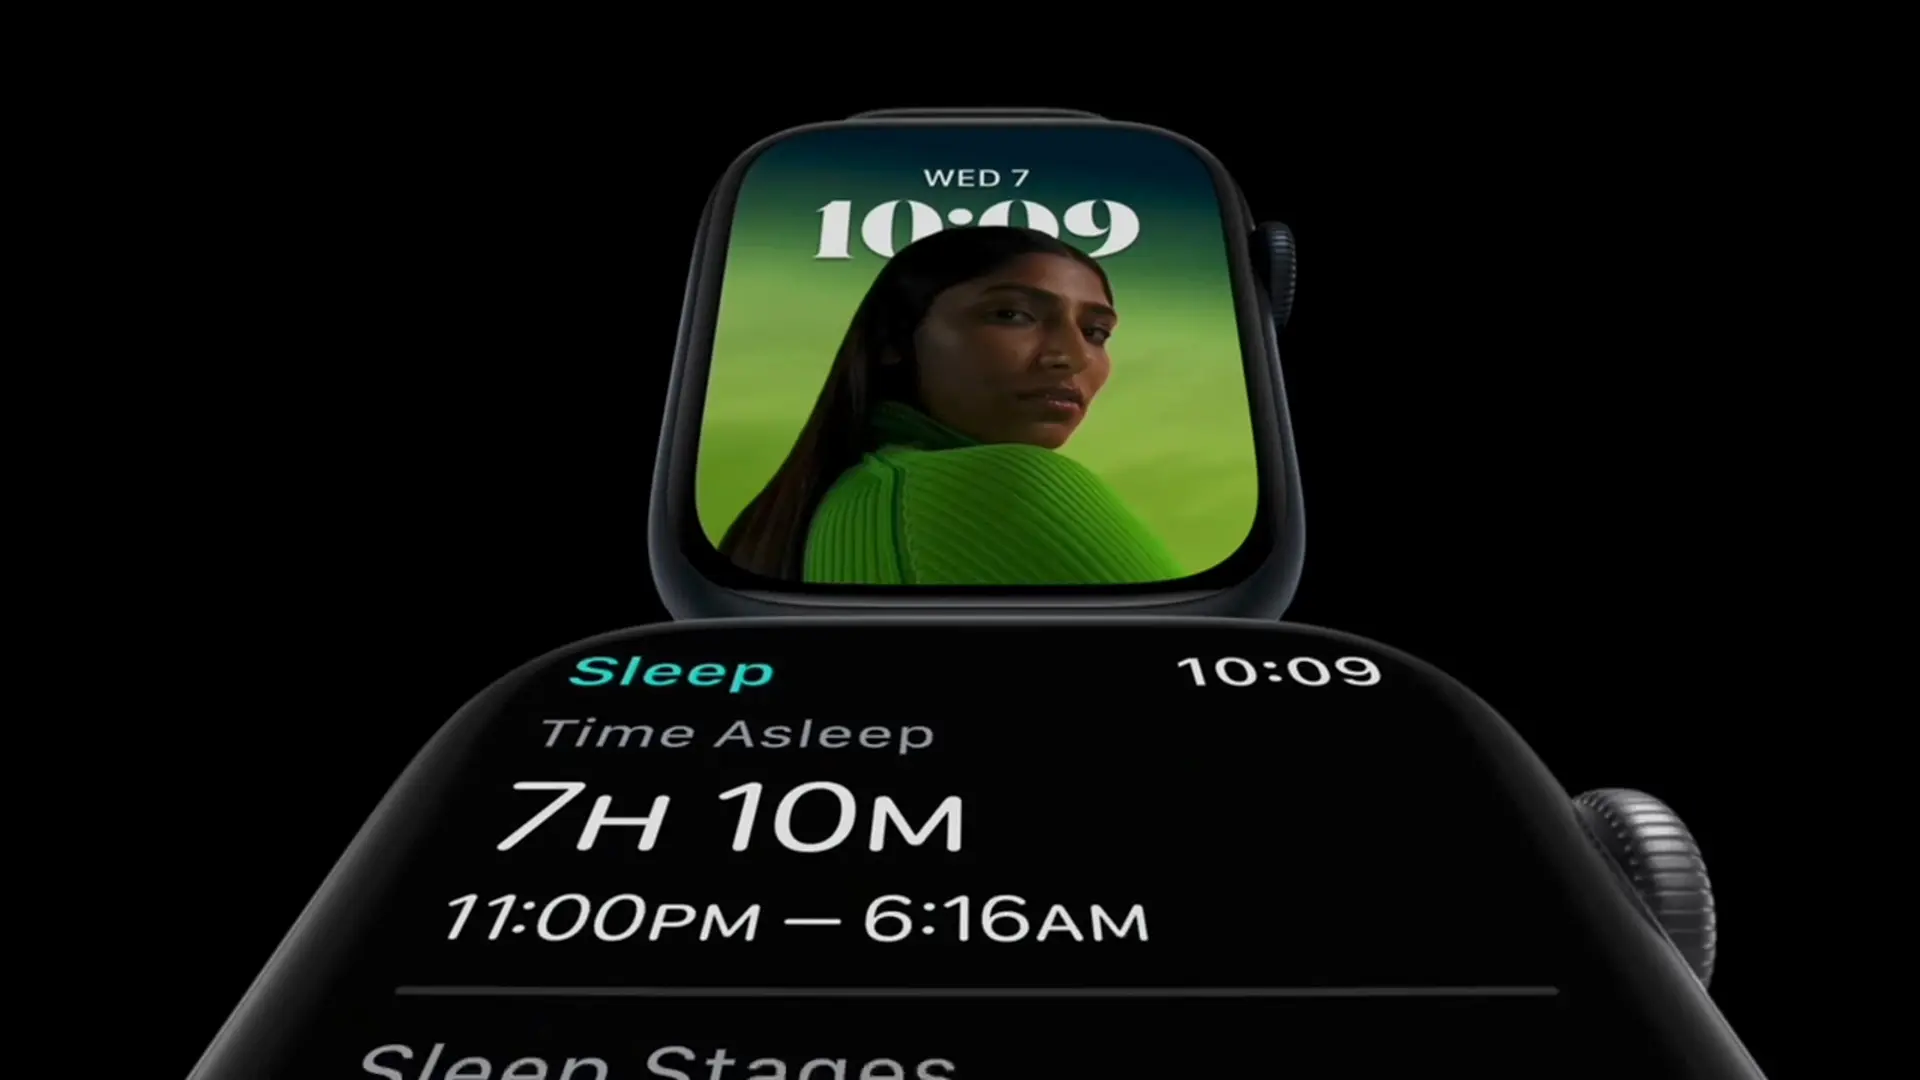 WED 7
10:09
Sleep 10:09
Time Asleep
7H 10M
11:00PM – 6:16AM
Sleep Stages